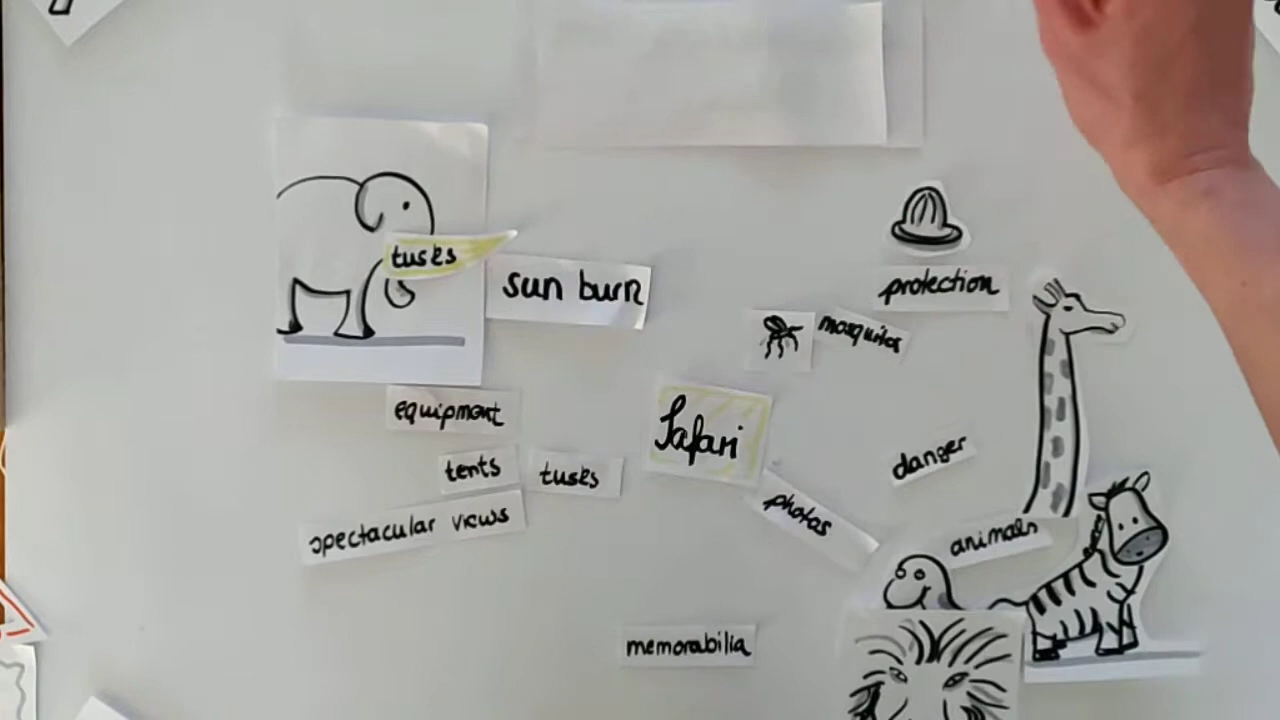 tusks
sun burn
protection
mosquitos
equipment
Safari
tents
tusks
danger
photos
spectacular views
animals
memorabilia